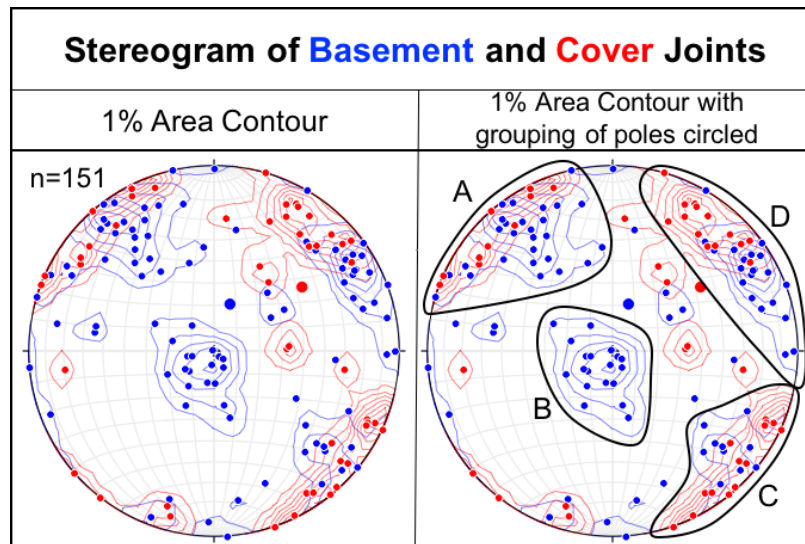 Stereogram of Basement and Cover Joints
1% Area Contour
1% Area Contour with
grouping of poles circled
n=151
A
D
B
C